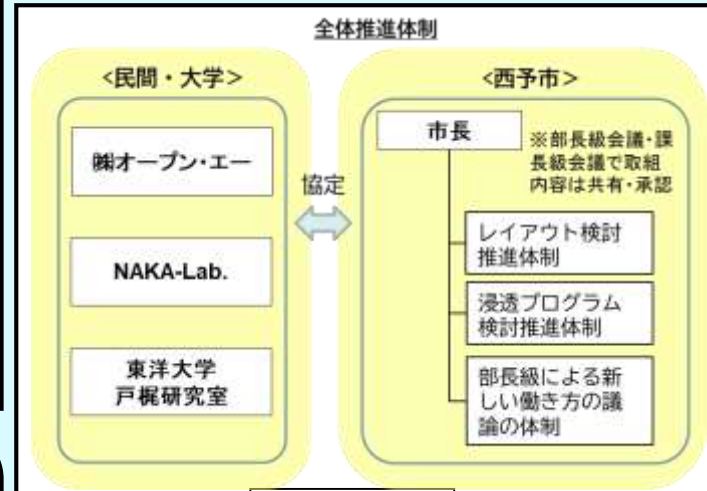 全体推進体制
<民間・大学>
㈱オープン・エー
NAKA-Lab.
東洋大学
戸梶研究室
協定
<西予市>
市長
※部長級会議・課
長級会議で取組
内容は共有・承認
レイアウト検討
推進体制
浸透プログラム
検討推進体制
部長級による新
しい働き方の議
論の体制